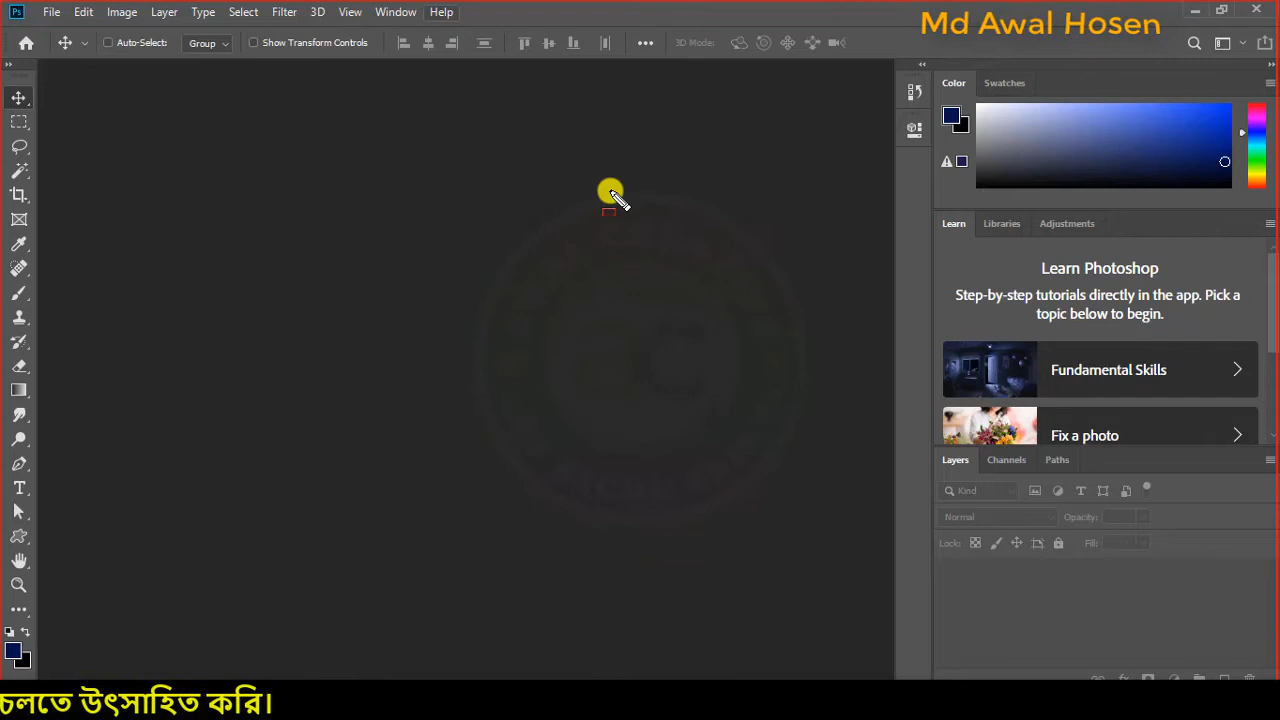 Ps File Edit Image Layer Type Select Filter 3D View Window Help
Md Awal Hosen
Auto-Select: Group Show Transform Controls 3D Mode:
Color Swatches
Learn Libraries Adjustments
Learn Photoshop
Step-by-step tutorials directly in the app. Pick a
topic below to begin.
Fundamental Skills
Fix a photo
Layers Channels Paths
Kind
Normal Opacity:
Lock: Fill:
চলতে উৎসাহিত করি।